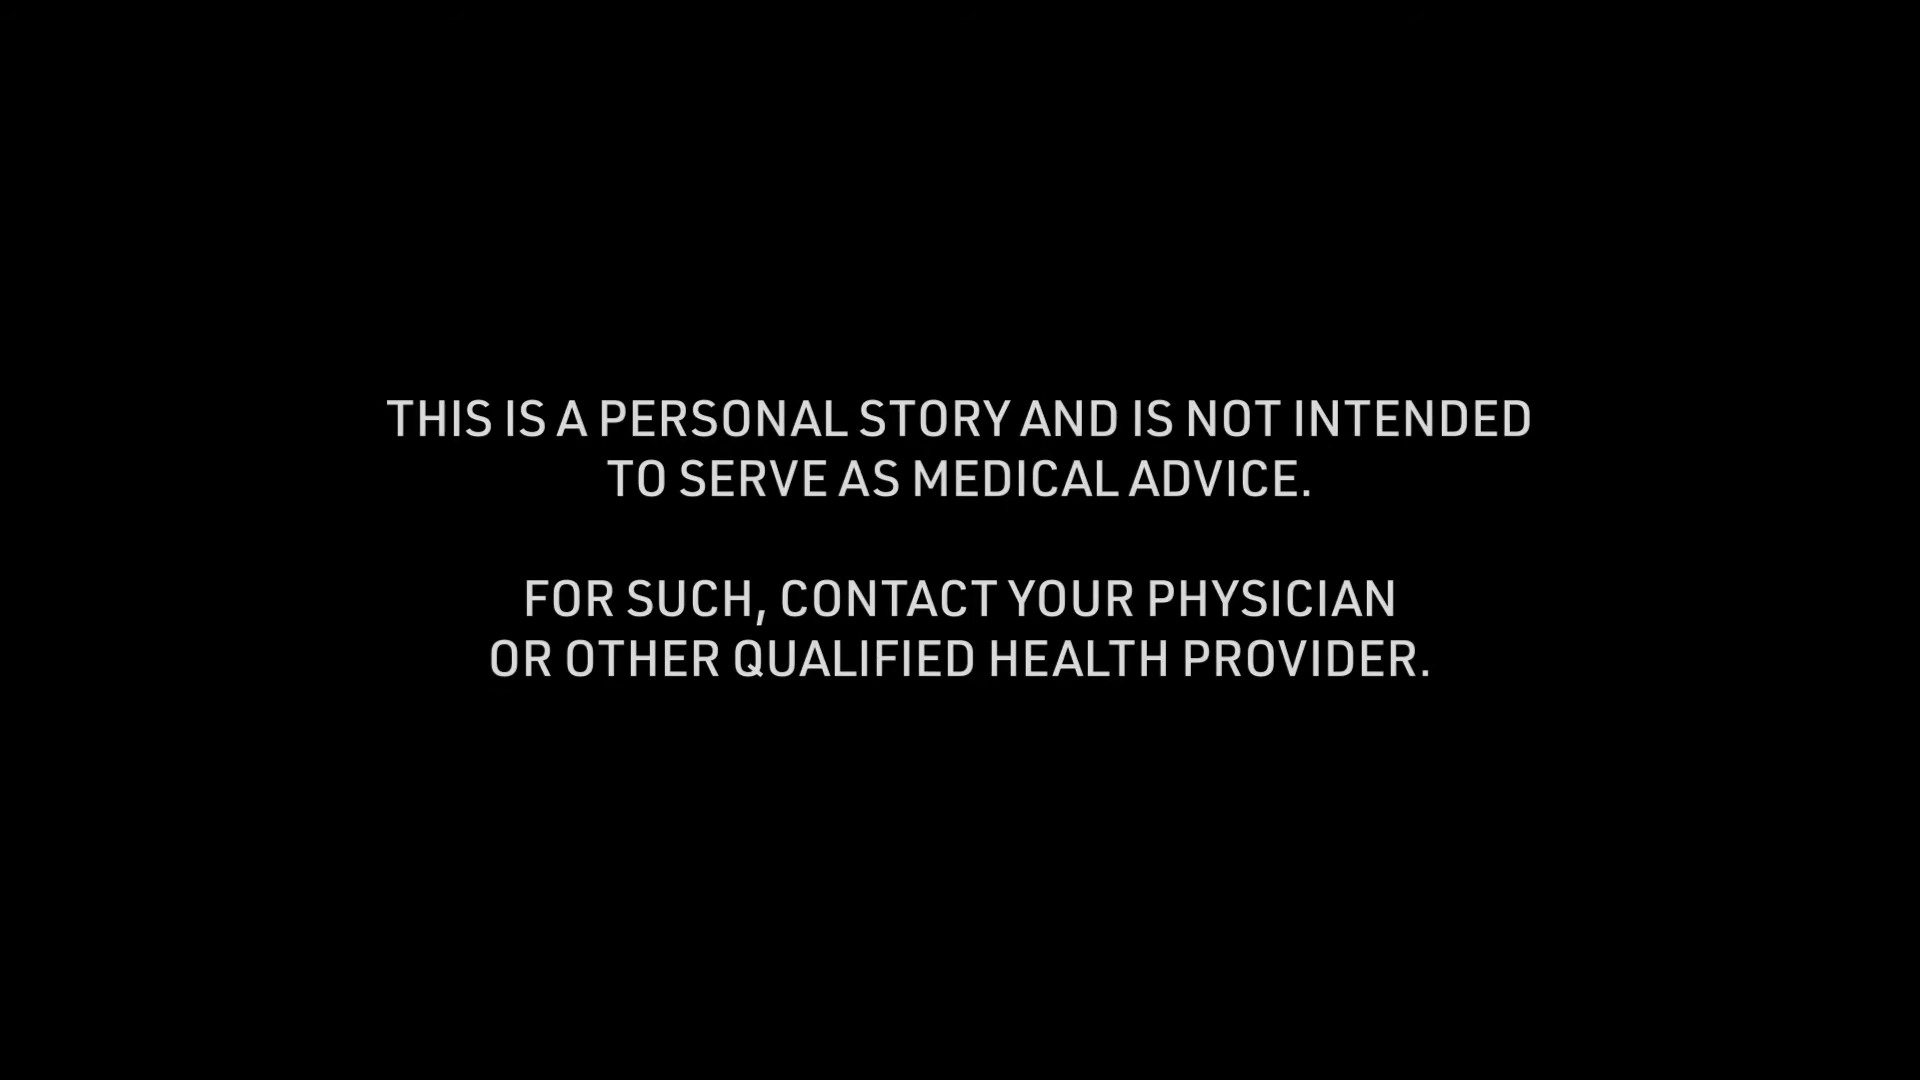 THIS IS A PERSONAL STORY AND IS NOT INTENDED
TO SERVE AS MEDICAL ADVICE.
FOR SUCH, CONTACT YOUR PHYSICIAN
OR OTHER QUALIFIED HEALTH PROVIDER.